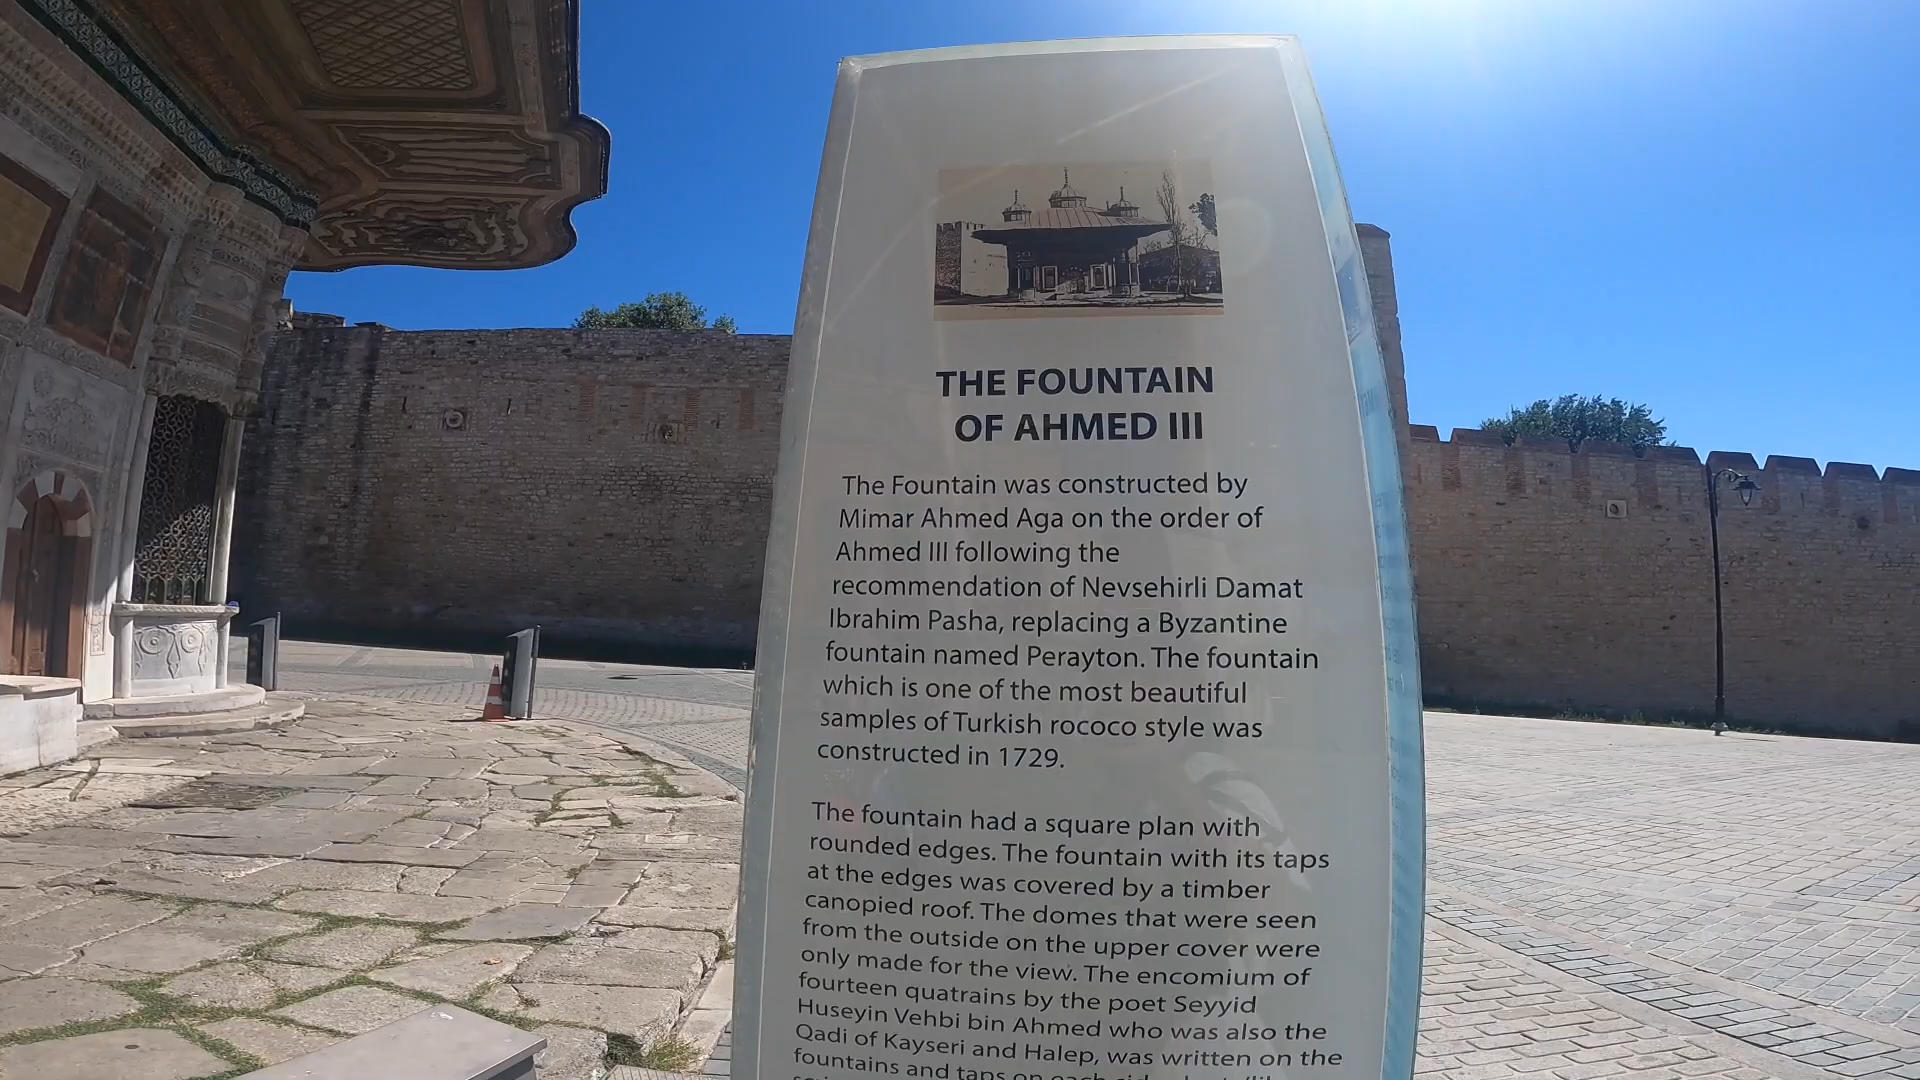 THE FOUNTAIN
OF AHMED III
The Fountain was constructed by
Mimar Ahmed Aga on the order of
Ahmed III following the
recommendation of Nevsehirli Damat
Ibrahim Pasha, replacing a Byzantine
fountain named Perayton. The fountain
which is one of the most beautiful
samples of Turkish rococo style was
constructed in 1729.
The fountain had a square plan with
rounded edges. The fountain with its taps
at the edges was covered by a timber
canopied roof. The domes that were seen
from the outside on the upper cover were
only made for the view. The encomium of
fourteen quatrains by the poet Seyyid
Huseyin Vehbi bin Ahmed who was also the
Qadi of Kayseri and Halep, was written on the
fountains and taps on each